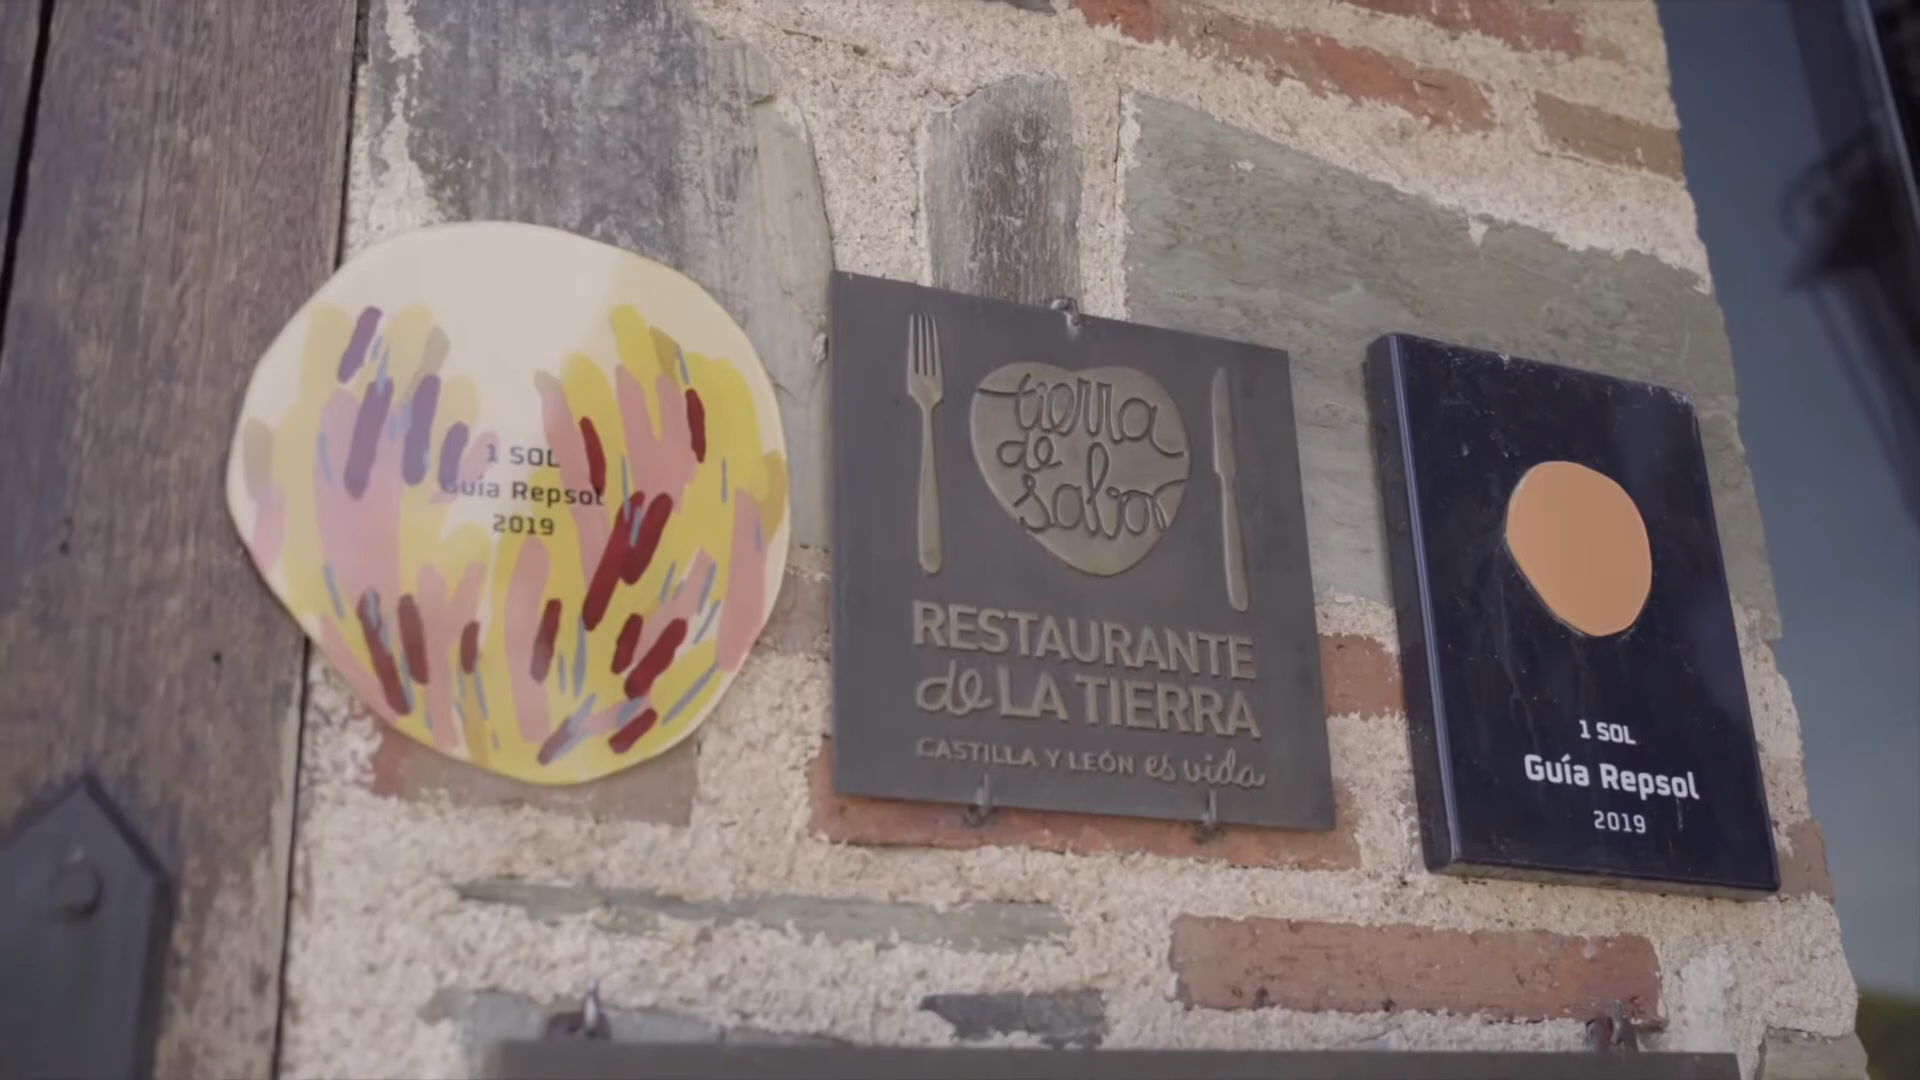 1 SOL
Guía Repsol
2019
tierra
de
sabor
RESTAURANTE
de LA TIERRA
CASTILLA Y LEÓN es vida
1 SOL
Guía Repsol
2019